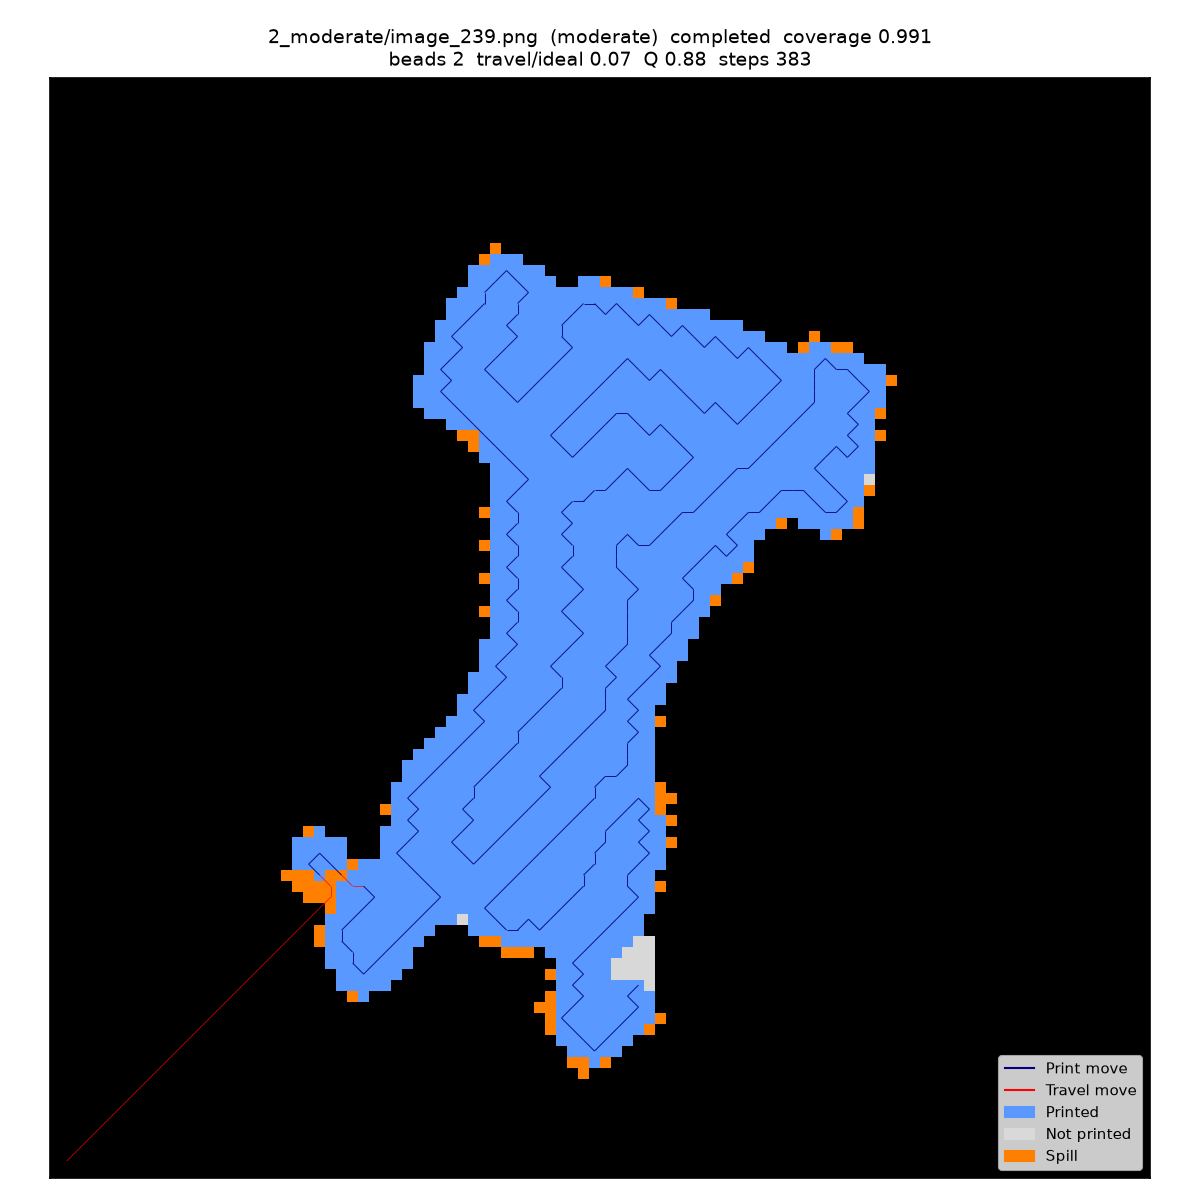 2_moderate/image_239.png  (moderate)  completed  coverage 0.991
beads 2  travel/ideal 0.07  Q 0.88  steps 383
Print move
Travel move
Printed
Not printed
Spill